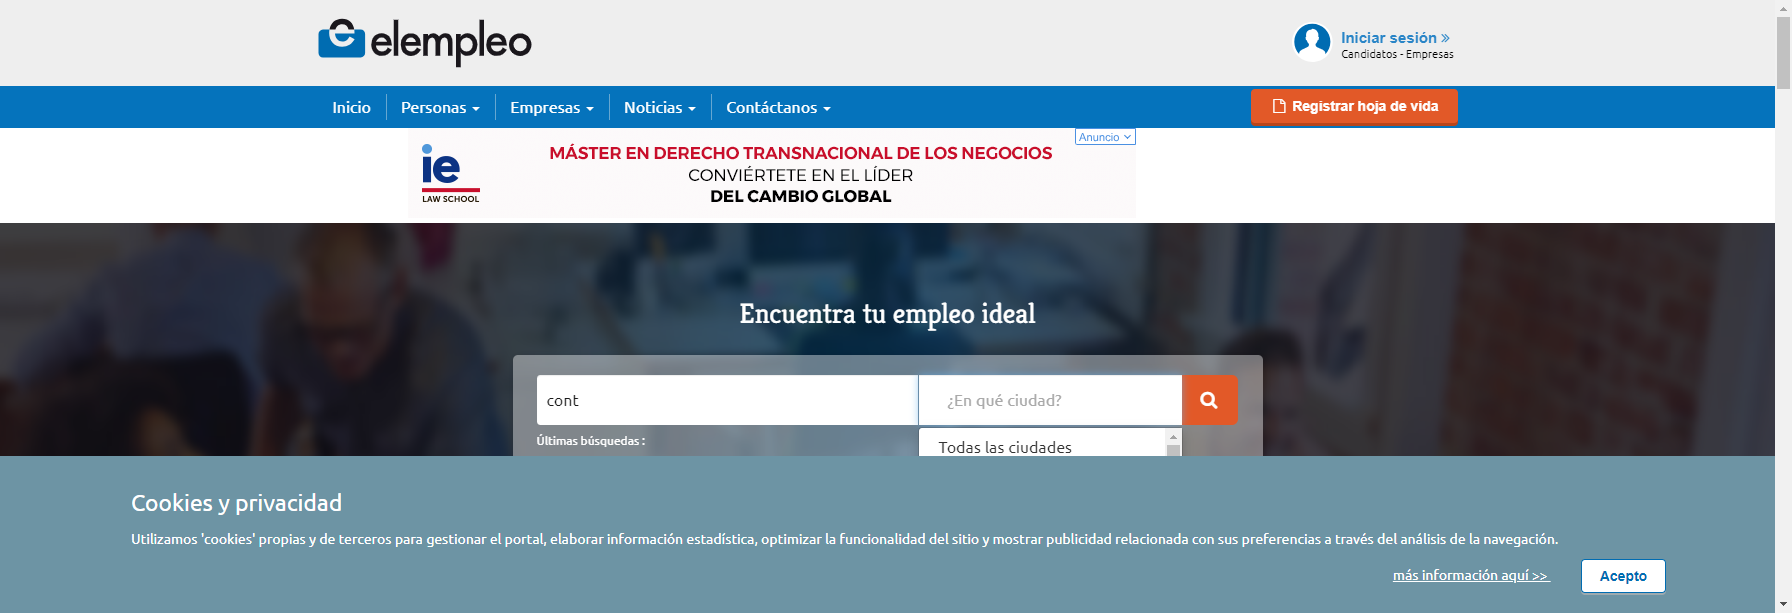 elempleo
Iniciar sesión »
Candidatos - Empresas
Inicio
Personas
Empresas
Noticias
Contáctanos
Registrar hoja de vida
Anuncio
ie
LAW SCHOOL
MÁSTER EN DERECHO TRANSNACIONAL DE LOS NEGOCIOS
CONVIÉRTETE EN EL LÍDER
DEL CAMBIO GLOBAL
Encuentra tu empleo ideal
cont
¿En qué ciudad?
Últimas búsquedas :
Todas las ciudades
Cookies y privacidad
Utilizamos 'cookies' propias y de terceros para gestionar el portal, elaborar información estadística, optimizar la funcionalidad del sitio y mostrar publicidad relacionada con sus preferencias a través del análisis de la navegación.
más información aquí >>
Acepto